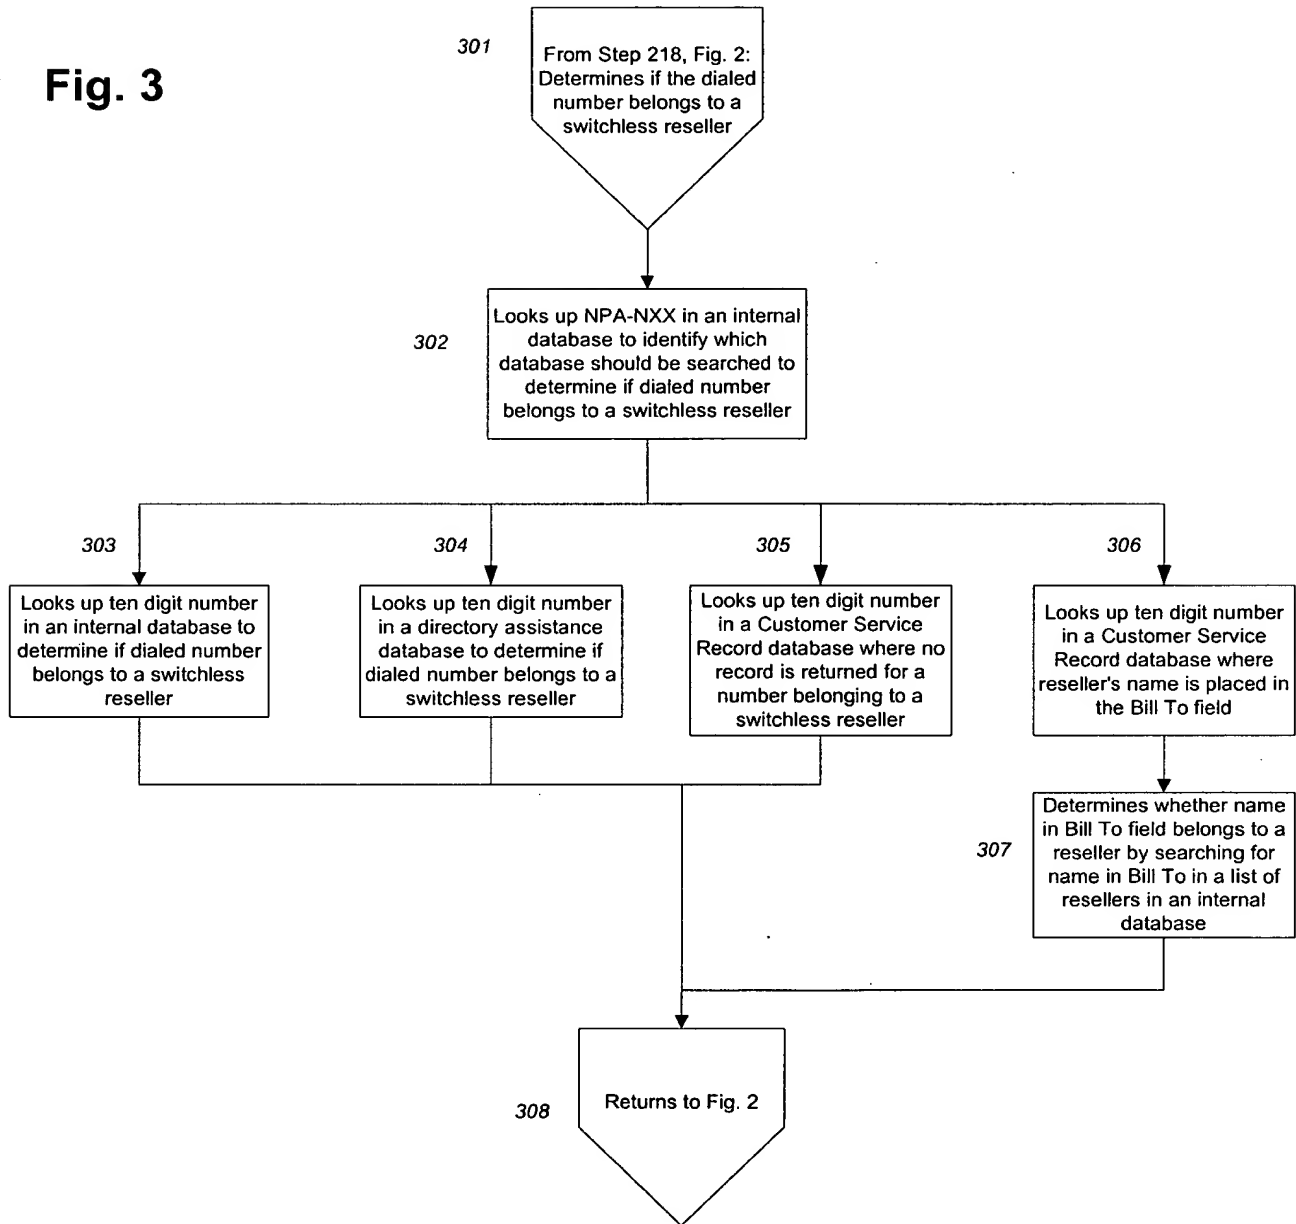 301
From Step 218, Fig. 2:
Determines if the dialed
number belongs to a
switchless reseller
Fig. 3
302
Looks up NPA-NXX in an internal
database to identify which
database should be searched to
determine if dialed number
belongs to a switchless reseller
303
Looks up ten digit number
in an internal database to
determine if dialed number
belongs to a switchless
reseller
304
Looks up ten digit number
in a directory assistance
database to determine if
dialed number belongs to a
switchless reseller
305
Looks up ten digit number
in a Customer Service
Record database where no
record is returned for a
number belonging to a
switchless reseller
306
Looks up ten digit number
in a Customer Service
Record database where
reseller's name is placed in
the Bill To field
307
Determines whether name
in Bill To field belongs to a
reseller by searching for
name in Bill To in a list of
resellers in an internal
database
308
Returns to Fig. 2